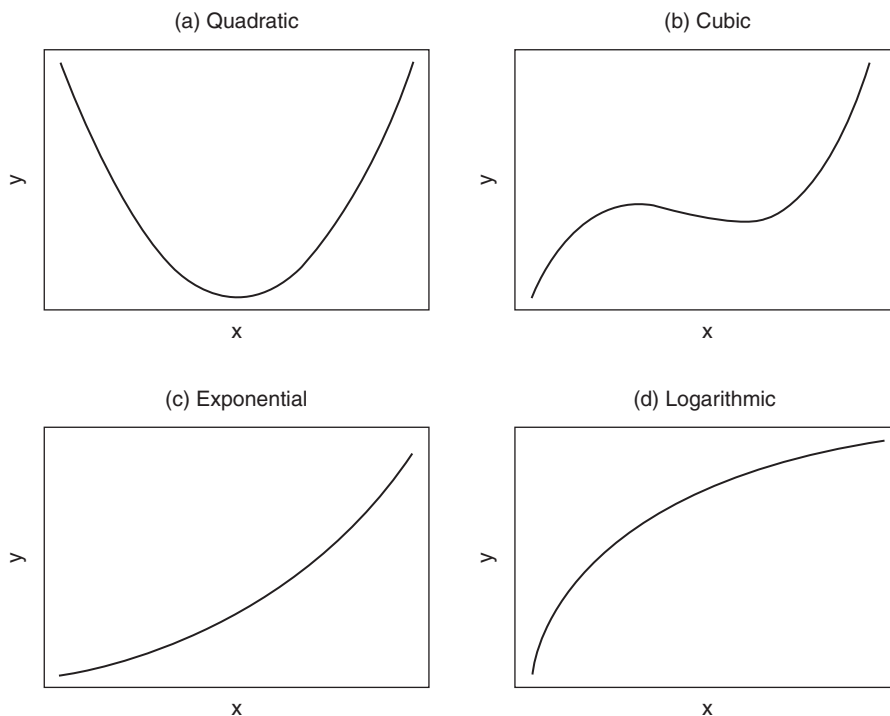 (a) Quadratic
(b) Cubic
y
x
y
x
(c) Exponential
(d) Logarithmic
y
x
y
x